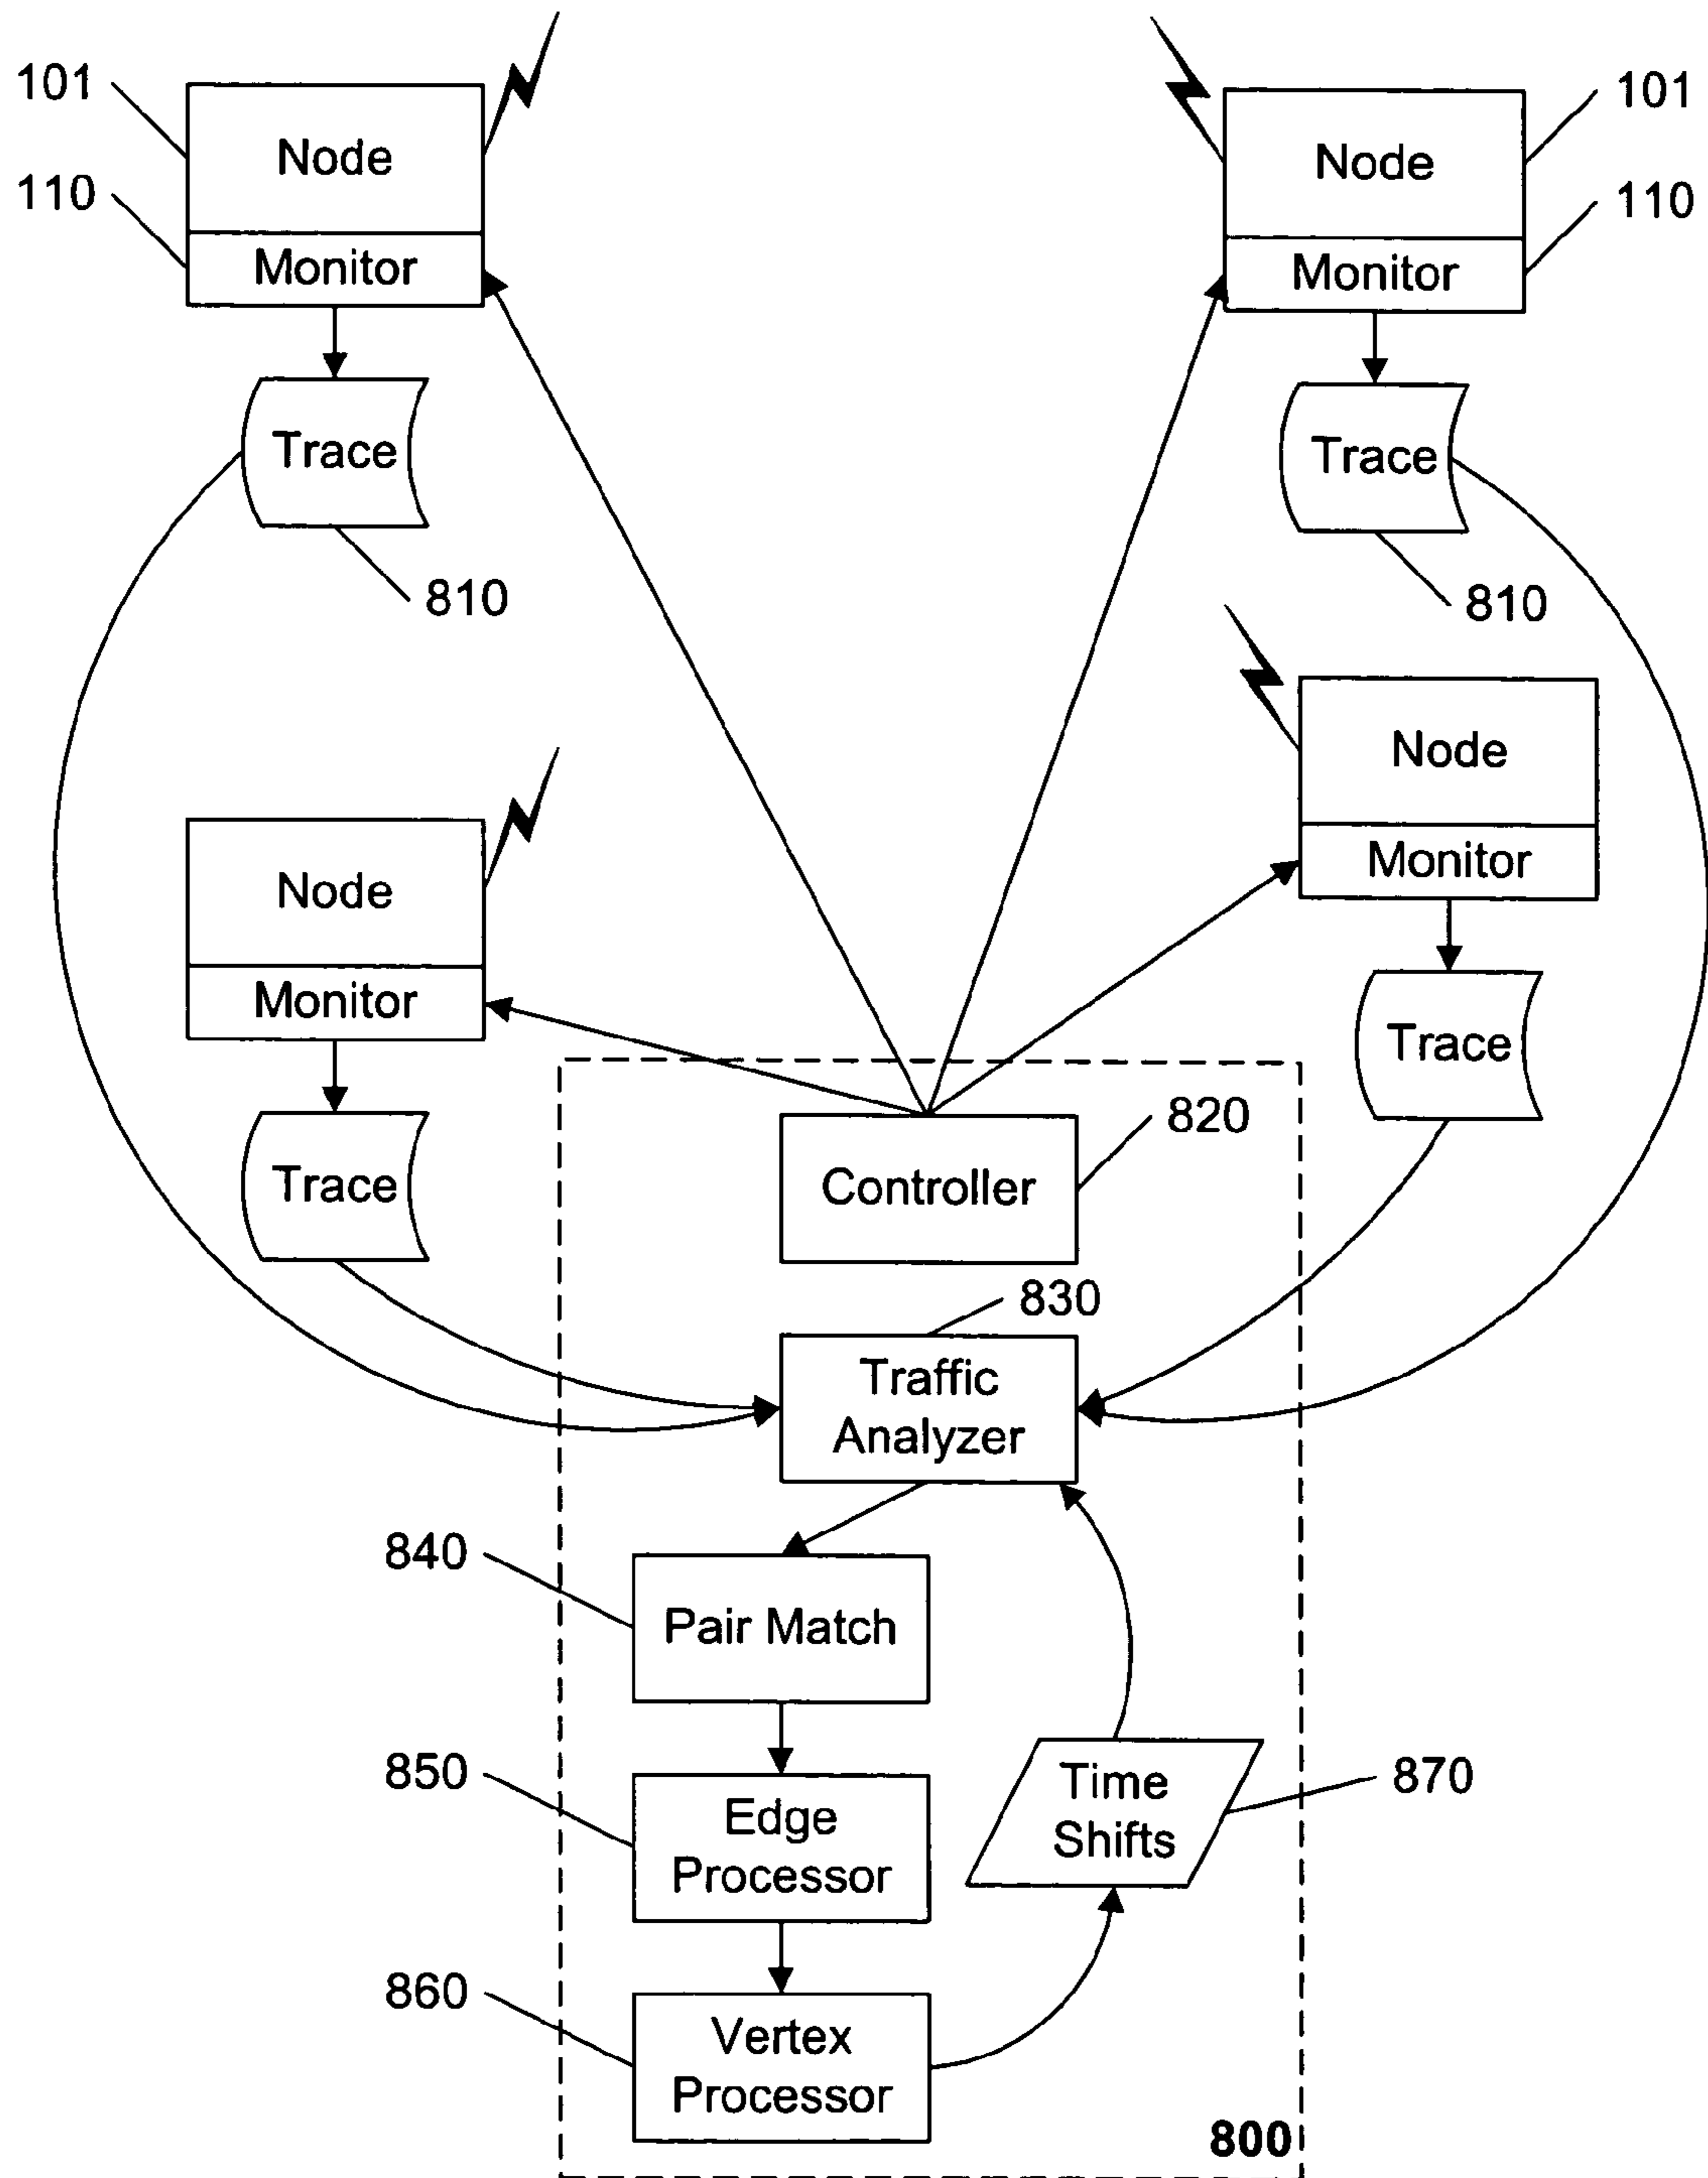 101
Node
101
Node
110
Monitor
110
Monitor
Trace
Trace
810
810
Node
Monitor
Node
Monitor
Trace
820
Controller
Trace
830
Traffic
Analyzer
840
Pair Match
850
Edge
Processor
Time
Shifts
870
860
Vertex
Processor
800